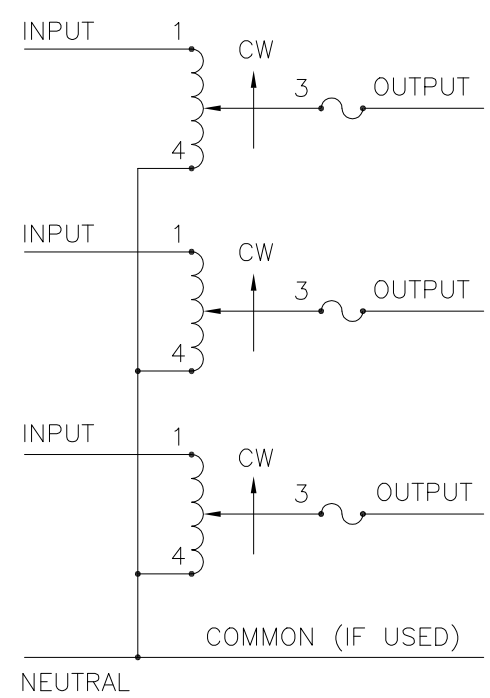 INPUT 1
CW
3 OUTPUT
4
INPUT 1
CW
3 OUTPUT
4
INPUT 1
CW
3 OUTPUT
4
COMMON (IF USED)
NEUTRAL